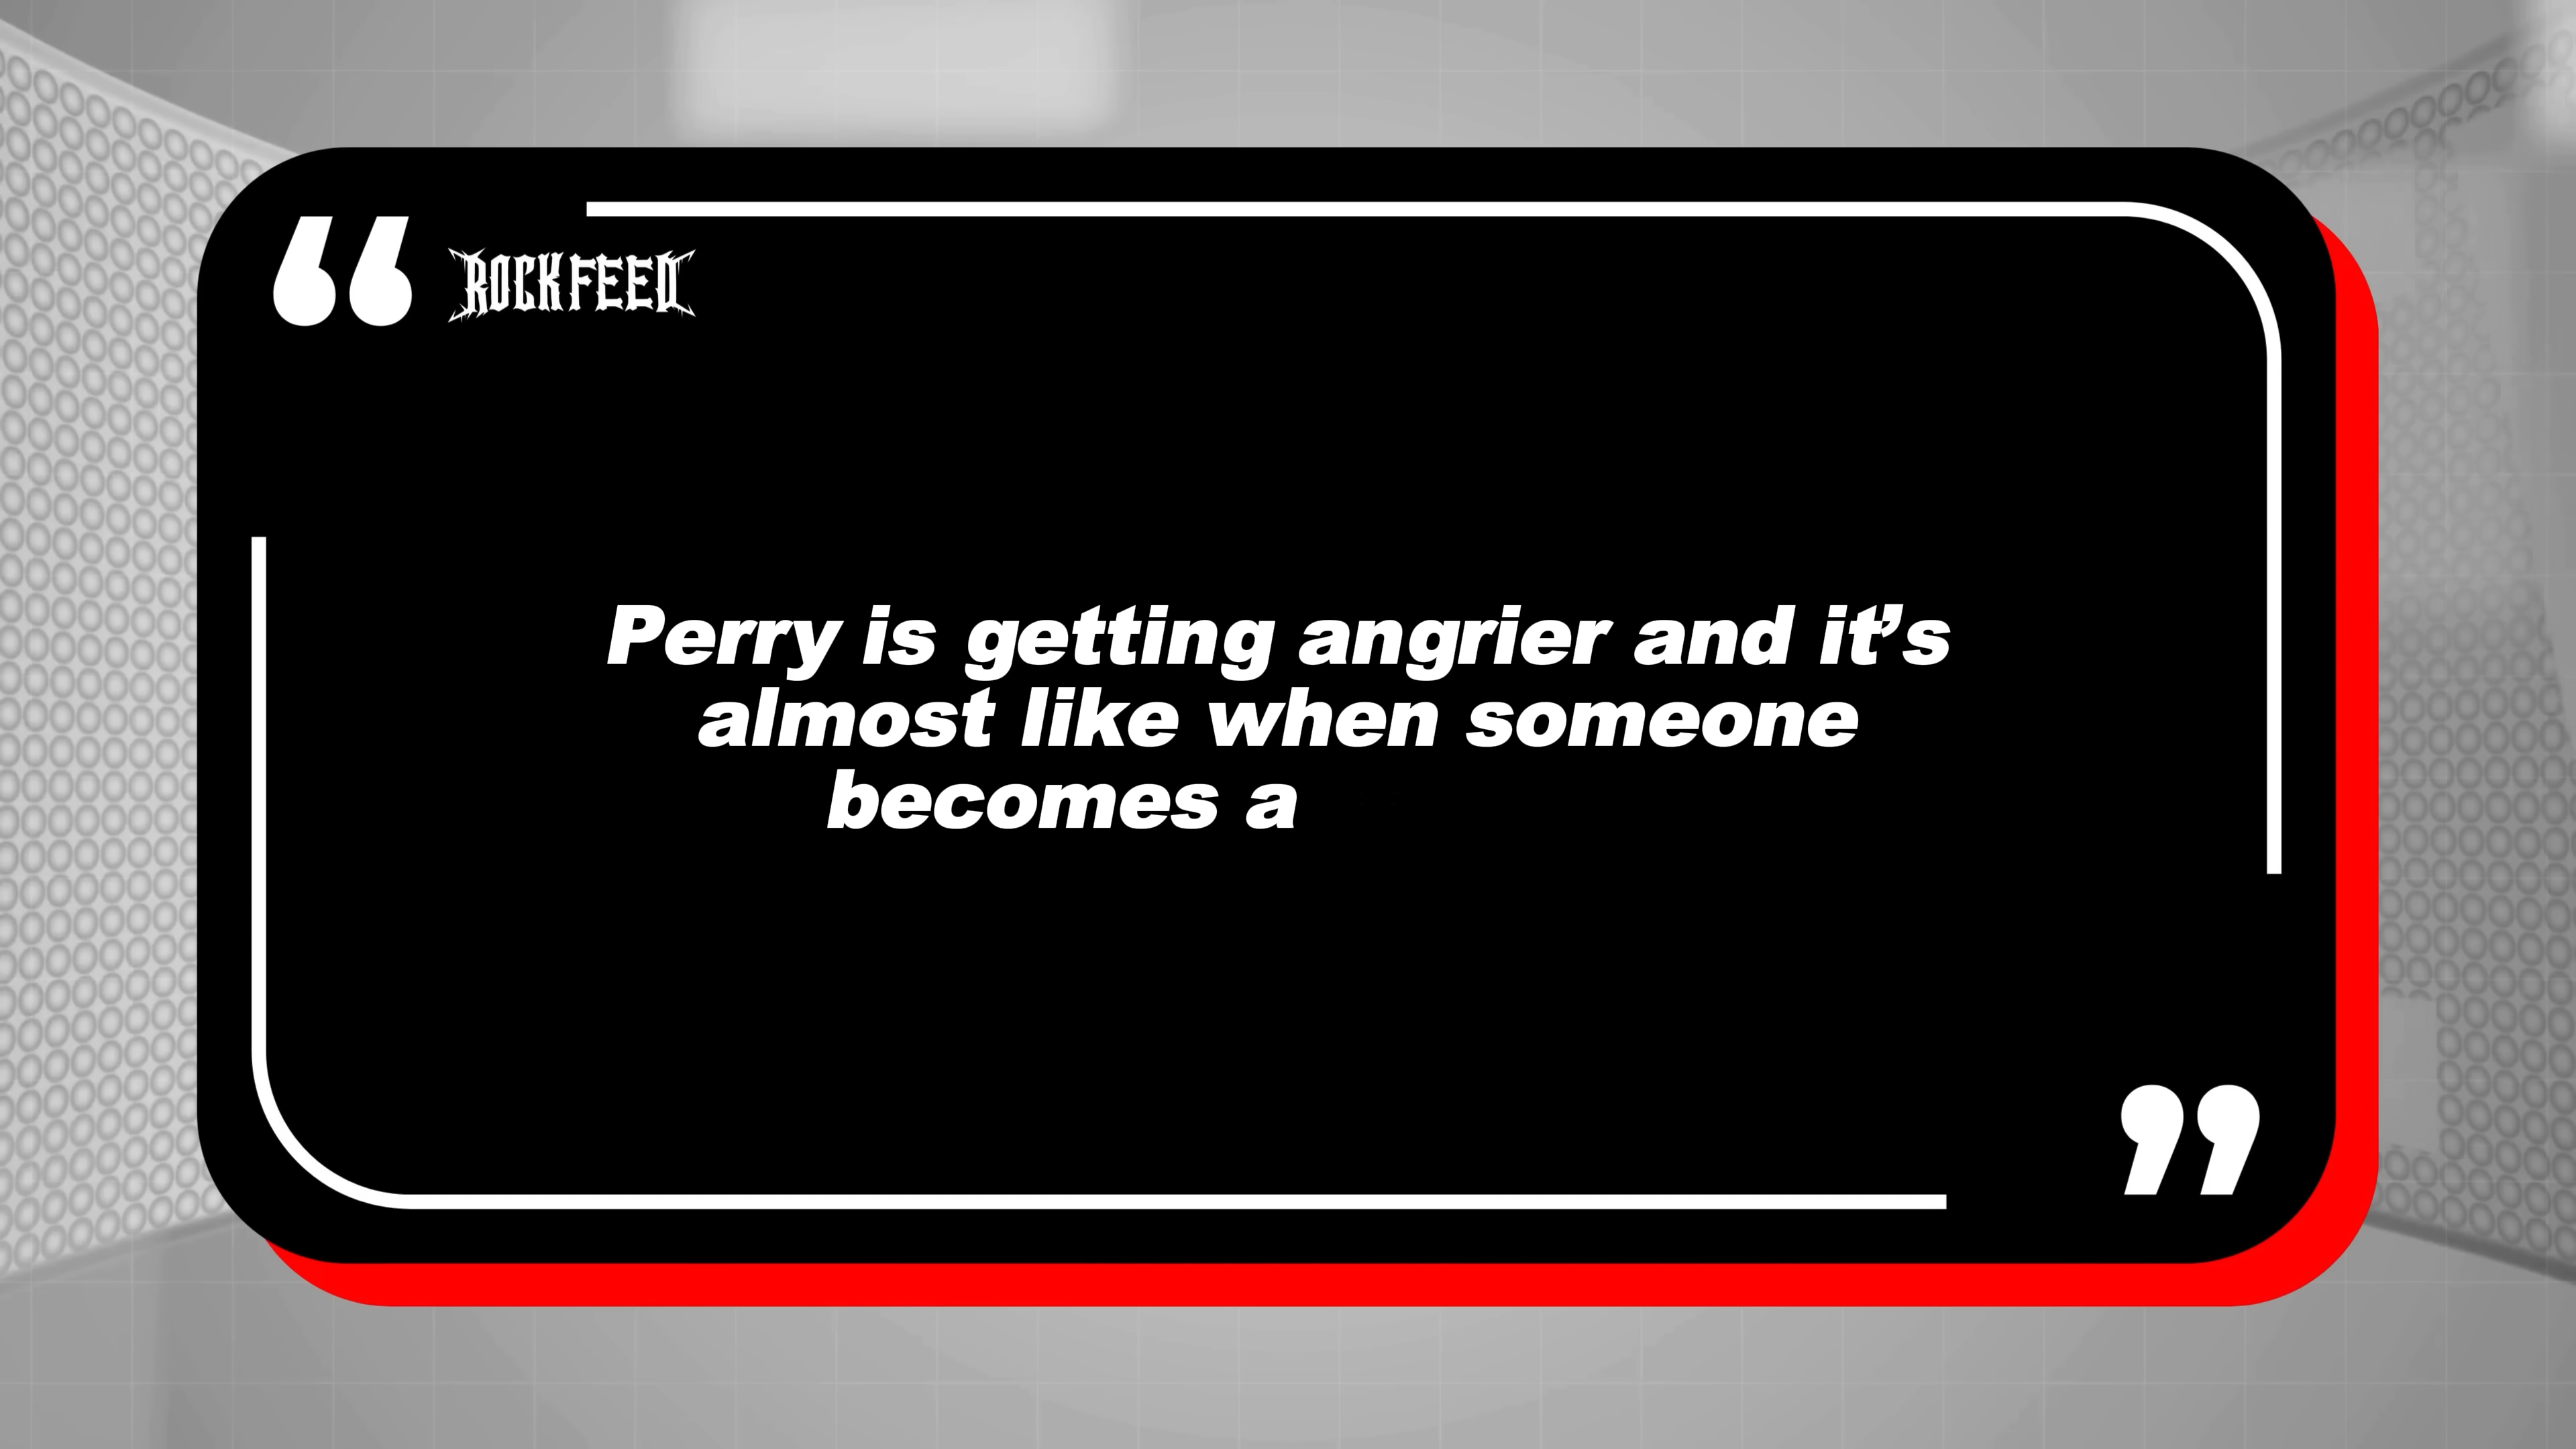 ROCKFEED
Perry is getting angrier and it’s
almost like when someone
becomes a